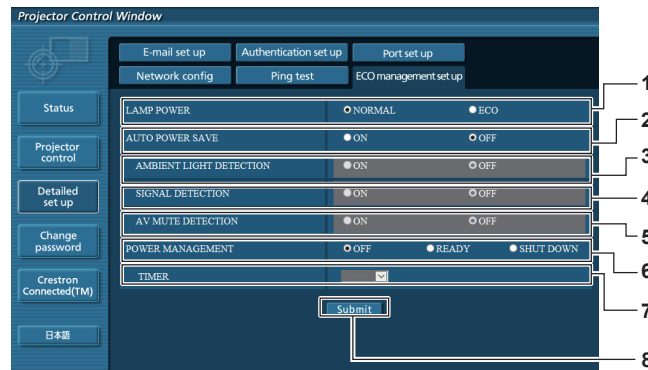 Projector Control Window
E-mail set up Authentication set up Port set up
Network config Ping test ECO management set up
Status
Projector control
Detailed set up
Change password
Crestron Connected(TM)
日本語
LAMP POWER NORMAL ECO 1
AUTO POWER SAVE ON OFF 2
AMBIENT LIGHT DETECTION ON OFF 3
SIGNAL DETECTION ON OFF 4
AV MUTE DETECTION ON OFF 5
POWER MANAGEMENT OFF READY SHUT DOWN 6
TIMER 7
Submit 8